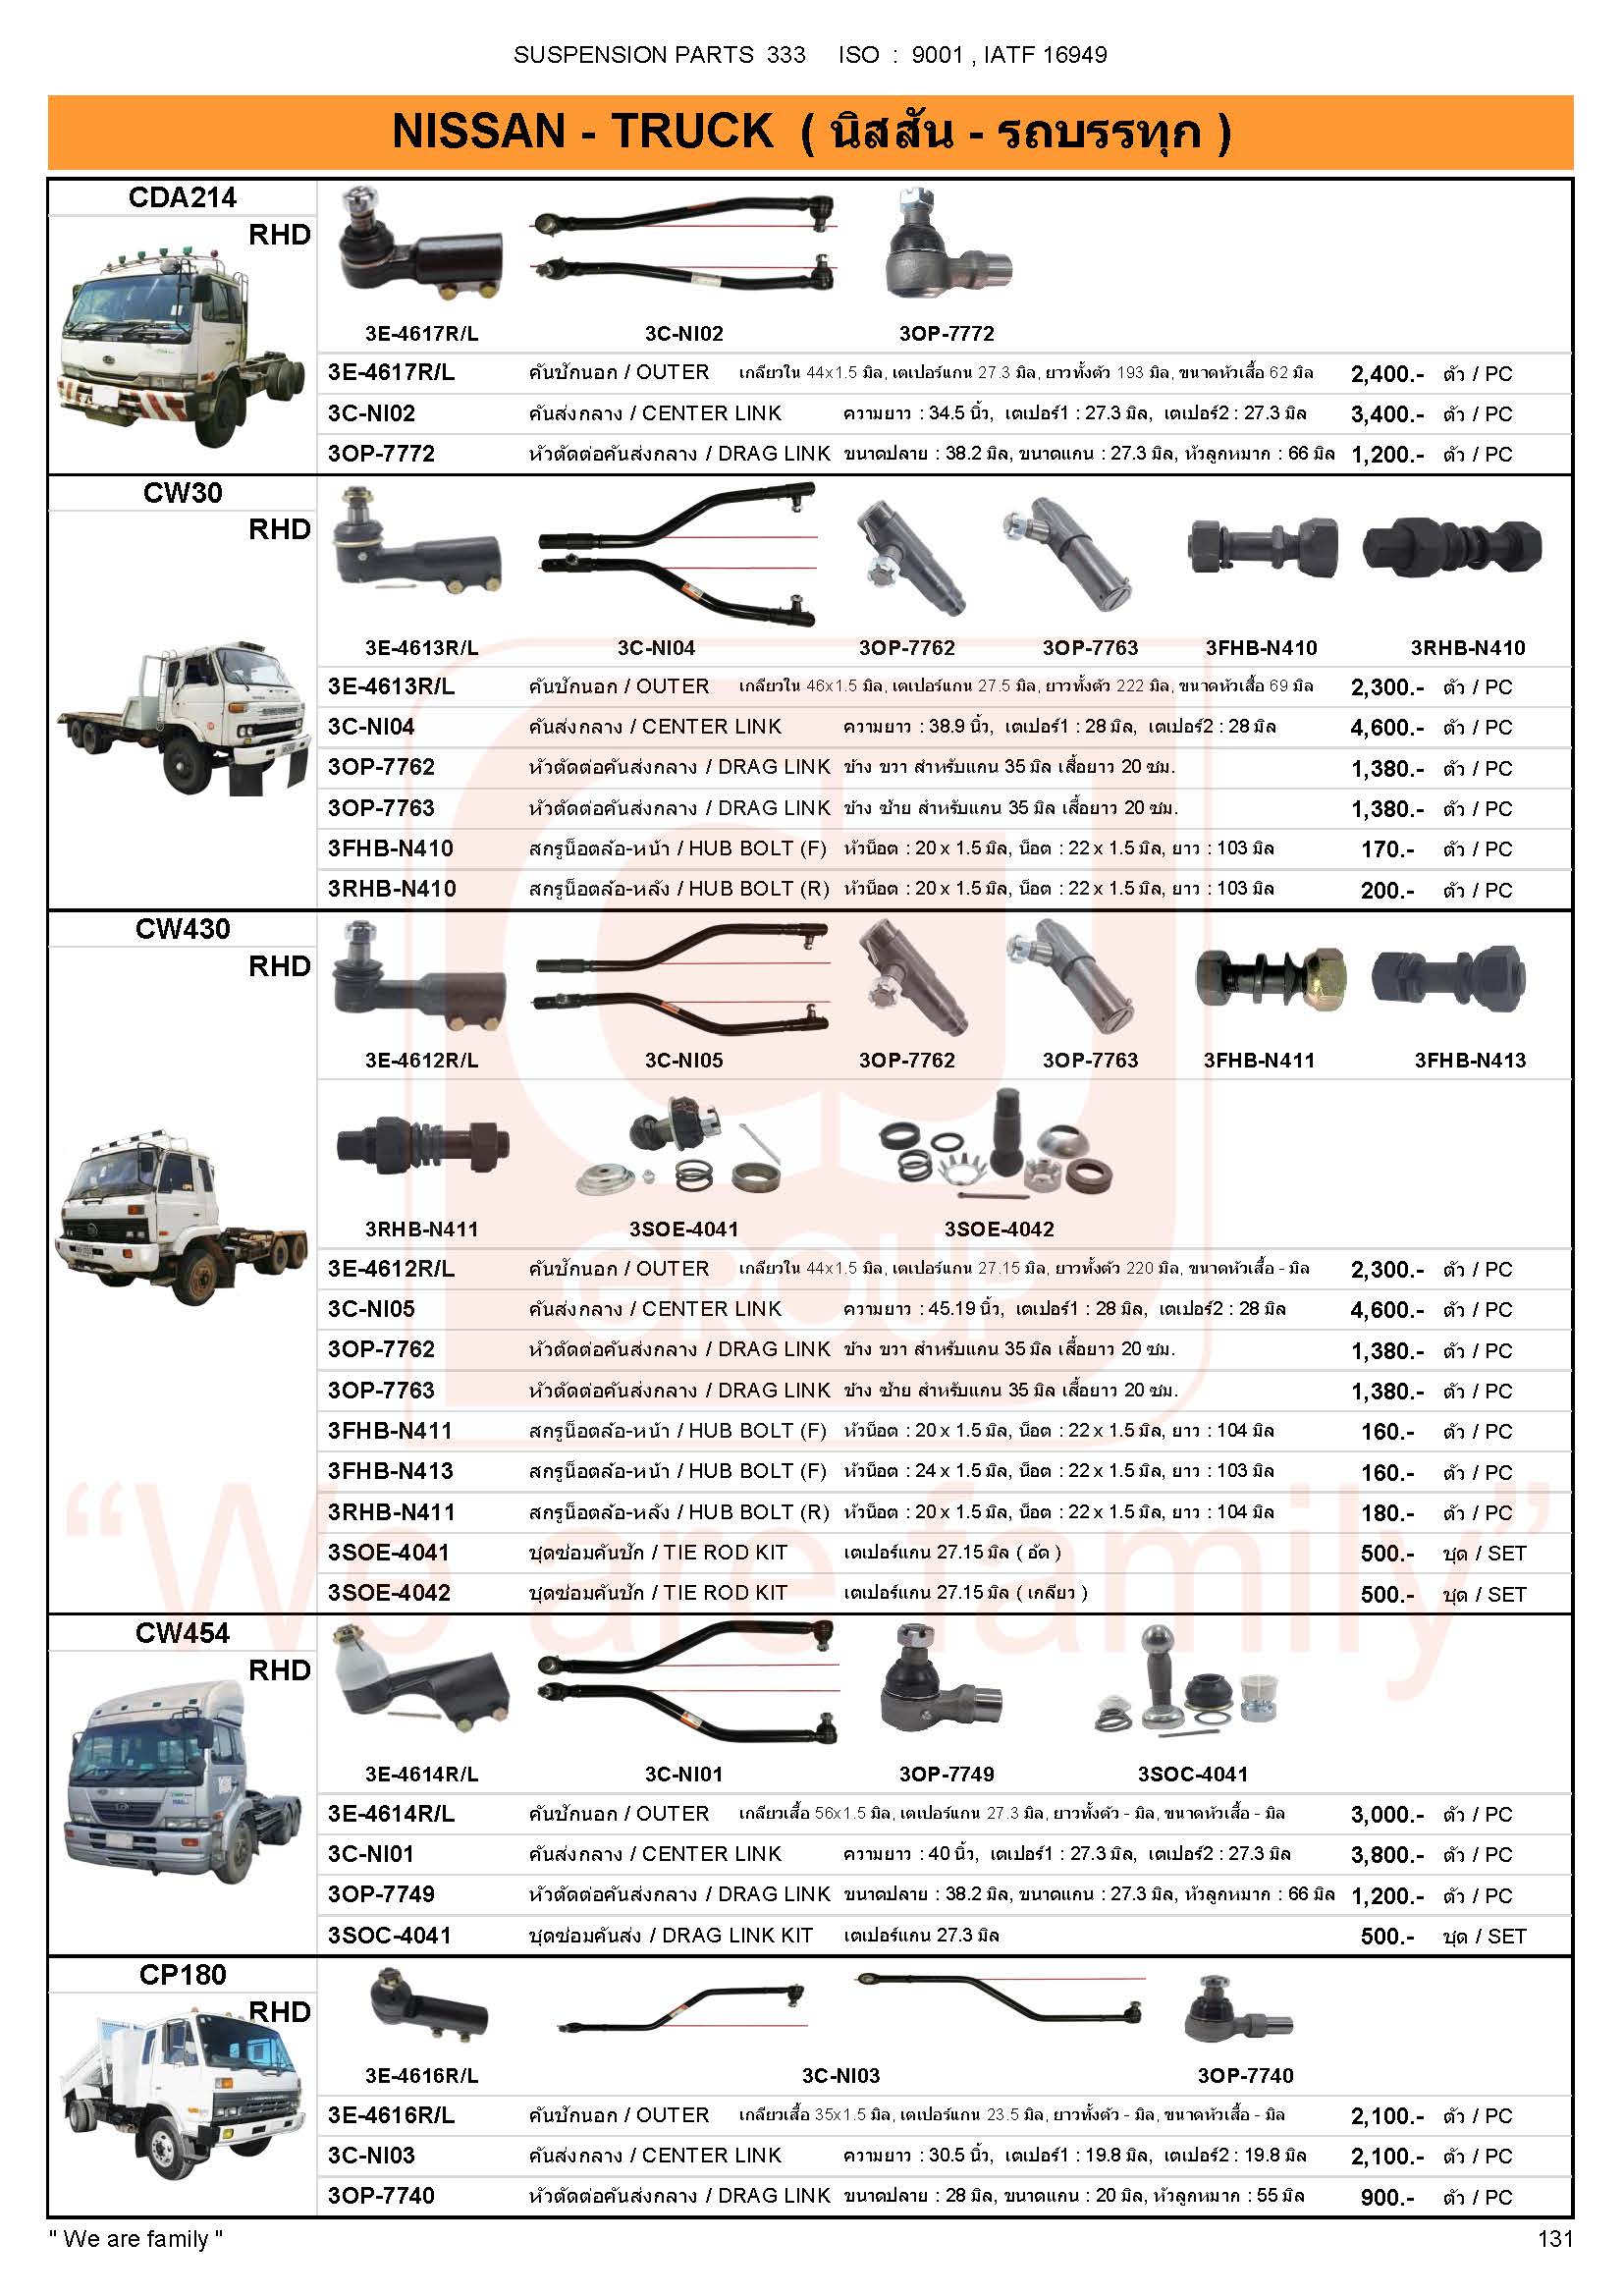 SUSPENSION PARTS 333 ISO : 9001 , IATF 16949
NISSAN - TRUCK ( นิสสัน - รถบรรทุก )
CDA214
RHD
3E-4617R/L 3C-NI02 3OP-7772
3E-4617R/L คันชักนอก / OUTER เกลียวใน 44x1.5 มิล, เตเปอร์แกน 27.3 มิล, ยาวทั้งตัว 193 มิล, ขนาดหัวเสื้อ 62 มิล 2,400.- ตัว / PC
3C-NI02 คันส่งกลาง / CENTER LINK ความยาว : 34.5 นิ้ว, เตเปอร์1 : 27.3 มิล, เตเปอร์2 : 27.3 มิล 3,400.- ตัว / PC
3OP-7772 หัวตัดต่อคันส่งกลาง / DRAG LINK ขนาดปลาย : 38.2 มิล, ขนาดแกน : 27.3 มิล, หัวลูกหมาก : 66 มิล 1,200.- ตัว / PC
CW30
RHD
3E-4613R/L 3C-NI04 3OP-7762 3OP-7763 3FHB-N410 3RHB-N410
3E-4613R/L คันชักนอก / OUTER เกลียวใน 46x1.5 มิล, เตเปอร์แกน 27.5 มิล, ยาวทั้งตัว 222 มิล, ขนาดหัวเสื้อ 69 มิล 2,300.- ตัว / PC
3C-NI04 คันส่งกลาง / CENTER LINK ความยาว : 38.9 นิ้ว, เตเปอร์1 : 28 มิล, เตเปอร์2 : 28 มิล 4,600.- ตัว / PC
3OP-7762 หัวตัดต่อคันส่งกลาง / DRAG LINK ข้าง ขวา สำหรับแกน 35 มิล เสื้อยาว 20 ซม. 1,380.- ตัว / PC
3OP-7763 หัวตัดต่อคันส่งกลาง / DRAG LINK ข้าง ซ้าย สำหรับแกน 35 มิล เสื้อยาว 20 ซม. 1,380.- ตัว / PC
3FHB-N410 สกรูน็อตล้อ-หน้า / HUB BOLT (F) หัวน็อต : 20 x 1.5 มิล, น็อต : 22 x 1.5 มิล, ยาว : 103 มิล 170.- ตัว / PC
3RHB-N410 สกรูน็อตล้อ-หลัง / HUB BOLT (R) หัวน็อต : 20 x 1.5 มิล, น็อต : 22 x 1.5 มิล, ยาว : 103 มิล 200.- ตัว / PC
CW430
RHD
3E-4612R/L 3C-NI05 3OP-7762 3OP-7763 3FHB-N411 3FHB-N413
3RHB-N411 3SOE-4041 3SOE-4042
3E-4612R/L คันชักนอก / OUTER เกลียวใน 44x1.5 มิล, เตเปอร์แกน 27.15 มิล, ยาวทั้งตัว 220 มิล, ขนาดหัวเสื้อ - มิล 2,300.- ตัว / PC
3C-NI05 คันส่งกลาง / CENTER LINK ความยาว : 45.19 นิ้ว, เตเปอร์1 : 28 มิล, เตเปอร์2 : 28 มิล 4,600.- ตัว / PC
3OP-7762 หัวตัดต่อคันส่งกลาง / DRAG LINK ข้าง ขวา สำหรับแกน 35 มิล เสื้อยาว 20 ซม. 1,380.- ตัว / PC
3OP-7763 หัวตัดต่อคันส่งกลาง / DRAG LINK ข้าง ซ้าย สำหรับแกน 35 มิล เสื้อยาว 20 ซม. 1,380.- ตัว / PC
3FHB-N411 สกรูน็อตล้อ-หน้า / HUB BOLT (F) หัวน็อต : 20 x 1.5 มิล, น็อต : 22 x 1.5 มิล, ยาว : 104 มิล 160.- ตัว / PC
3FHB-N413 สกรูน็อตล้อ-หน้า / HUB BOLT (F) หัวน็อต : 24 x 1.5 มิล, น็อต : 22 x 1.5 มิล, ยาว : 103 มิล 160.- ตัว / PC
3RHB-N411 สกรูน็อตล้อ-หลัง / HUB BOLT (R) หัวน็อต : 20 x 1.5 มิล, น็อต : 22 x 1.5 มิล, ยาว : 104 มิล 180.- ตัว / PC
3SOE-4041 ชุดซ่อมคันชัก / TIE ROD KIT เตเปอร์แกน 27.15 มิล ( อัด ) 500.- ชุด / SET
3SOE-4042 ชุดซ่อมคันชัก / TIE ROD KIT เตเปอร์แกน 27.15 มิล ( เกลียว ) 500.- ชุด / SET
CW454
RHD
3E-4614R/L 3C-NI01 3OP-7749 3SOC-4041
3E-4614R/L คันชักนอก / OUTER เกลียวเสื้อ 56x1.5 มิล, เตเปอร์แกน 27.3 มิล, ยาวทั้งตัว - มิล, ขนาดหัวเสื้อ - มิล 3,000.- ตัว / PC
3C-NI01 คันส่งกลาง / CENTER LINK ความยาว : 40 นิ้ว, เตเปอร์1 : 27.3 มิล, เตเปอร์2 : 27.3 มิล 3,800.- ตัว / PC
3OP-7749 หัวตัดต่อคันส่งกลาง / DRAG LINK ขนาดปลาย : 38.2 มิล, ขนาดแกน : 27.3 มิล, หัวลูกหมาก : 66 มิล 1,200.- ตัว / PC
3SOC-4041 ชุดซ่อมคันส่ง / DRAG LINK KIT เตเปอร์แกน 27.3 มิล 500.- ชุด / SET
CP180
RHD
3E-4616R/L 3C-NI03 3OP-7740
3E-4616R/L คันชักนอก / OUTER เกลียวเสื้อ 35x1.5 มิล, เตเปอร์แกน 23.5 มิล, ยาวทั้งตัว - มิล, ขนาดหัวเสื้อ - มิล 2,100.- ตัว / PC
3C-NI03 คันส่งกลาง / CENTER LINK ความยาว : 30.5 นิ้ว, เตเปอร์1 : 19.8 มิล, เตเปอร์2 : 19.8 มิล 2,100.- ตัว / PC
3OP-7740 หัวตัดต่อคันส่งกลาง / DRAG LINK ขนาดปลาย : 28 มิล, ขนาดแกน : 20 มิล, หัวลูกหมาก : 55 มิล 900.- ตัว / PC
CJ
GROUP
“We are family”
" We are family " 131